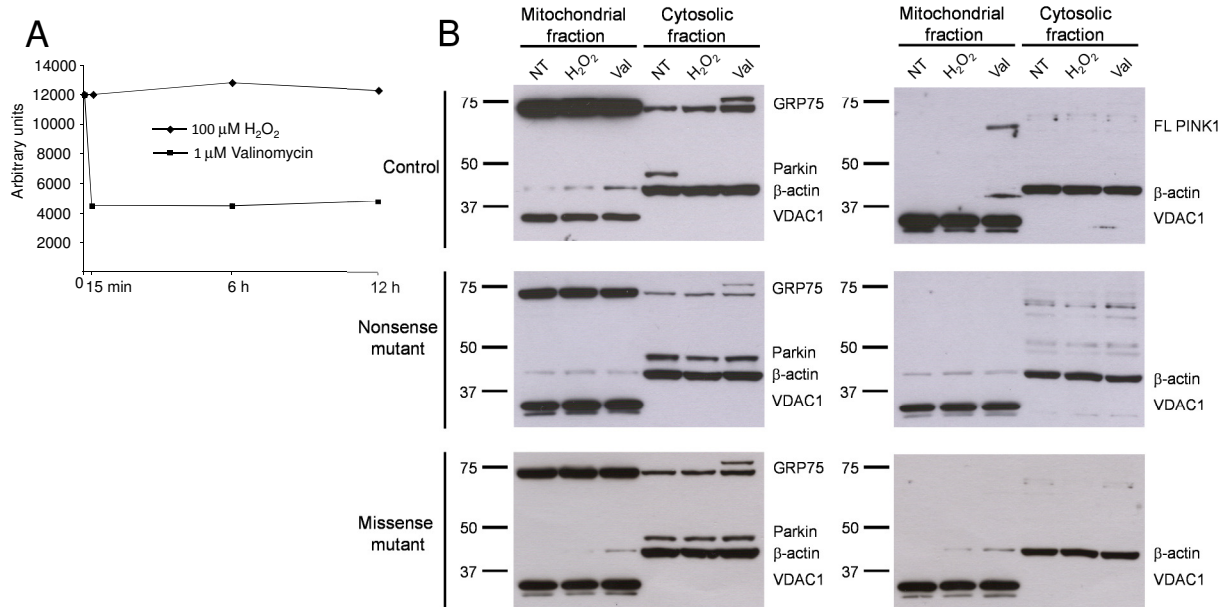 A
14000
12000
10000
8000
6000
4000
2000
0
15 min
6 h
12 h
Arbitrary units
100 μM H₂O₂
1 μM Valinomycin
B
Mitochondrial fraction
Cytosolic fraction
NT
H₂O₂
Val
NT
H₂O₂
Val
Mitochondrial fraction
Cytosolic fraction
NT
H₂O₂
Val
NT
H₂O₂
Val
Control
75
50
37
GRP75
Parkin
β-actin
VDAC1
75
50
37
FL PINK1
β-actin
VDAC1
Nonsense mutant
75
50
37
GRP75
Parkin
β-actin
VDAC1
75
50
37
β-actin
VDAC1
Missense mutant
75
50
37
GRP75
Parkin
β-actin
VDAC1
75
50
37
β-actin
VDAC1